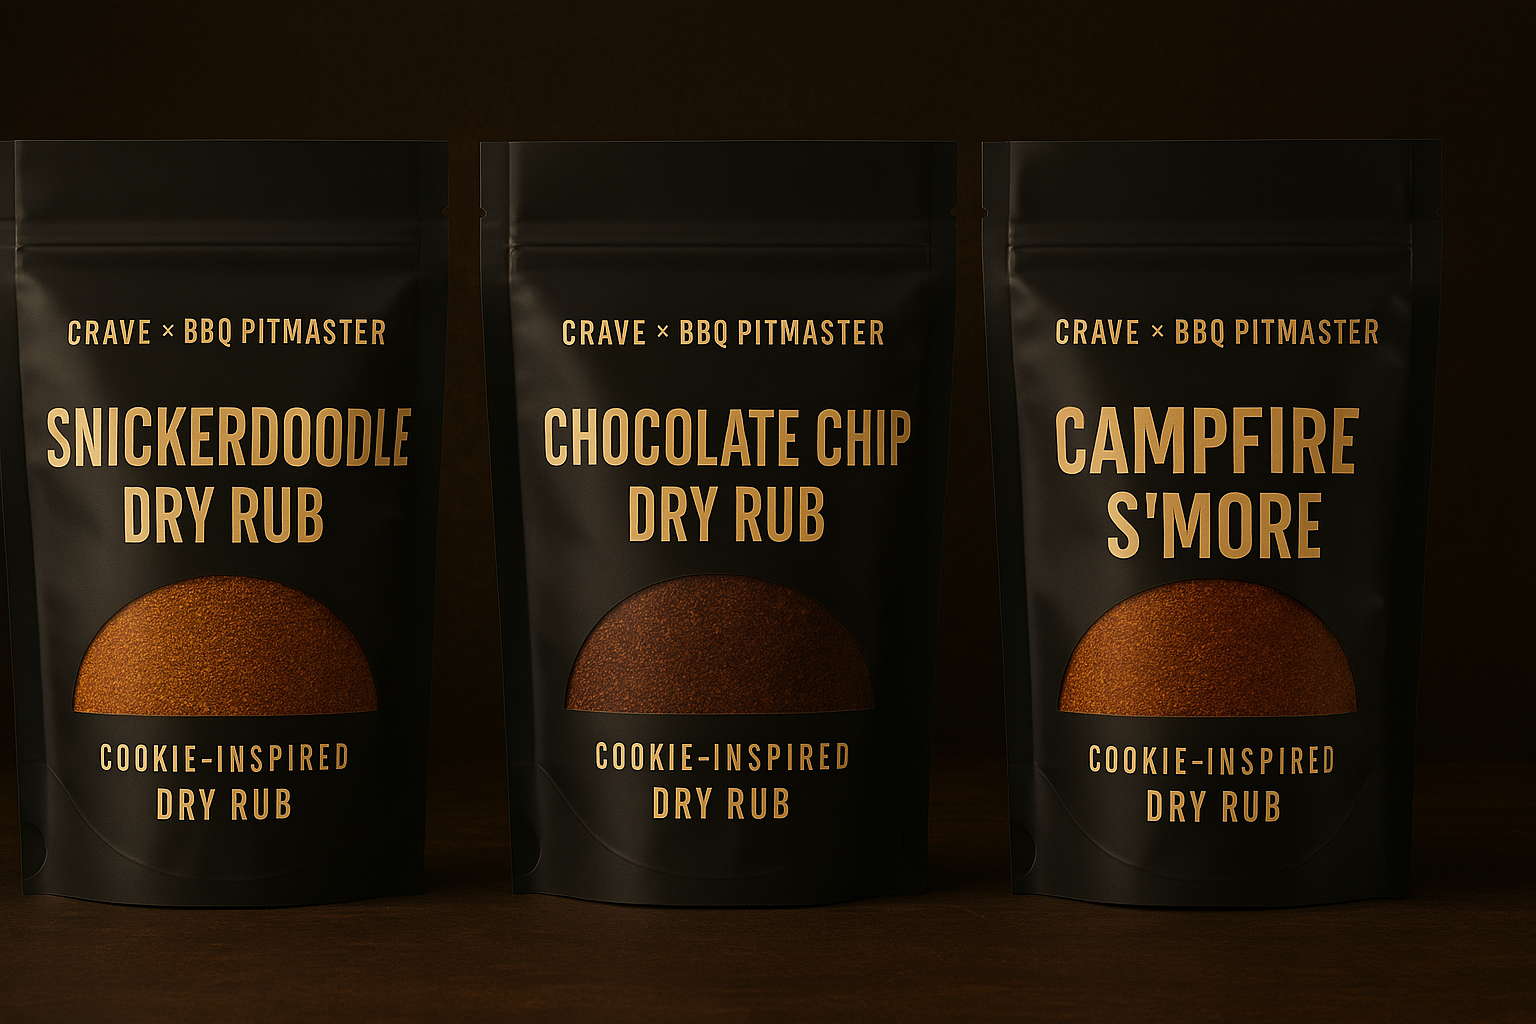 CRAVE × BBQ PITMASTER
SNICKERDOODLE
DRY RUB
COOKIE-INSPIRED
DRY RUB
CRAVE × BBQ PITMASTER
CHOCOLATE CHIP
DRY RUB
COOKIE-INSPIRED
DRY RUB
CRAVE × BBQ PITMASTER
CAMPFIRE
S'MORE
COOKIE-INSPIRED
DRY RUB